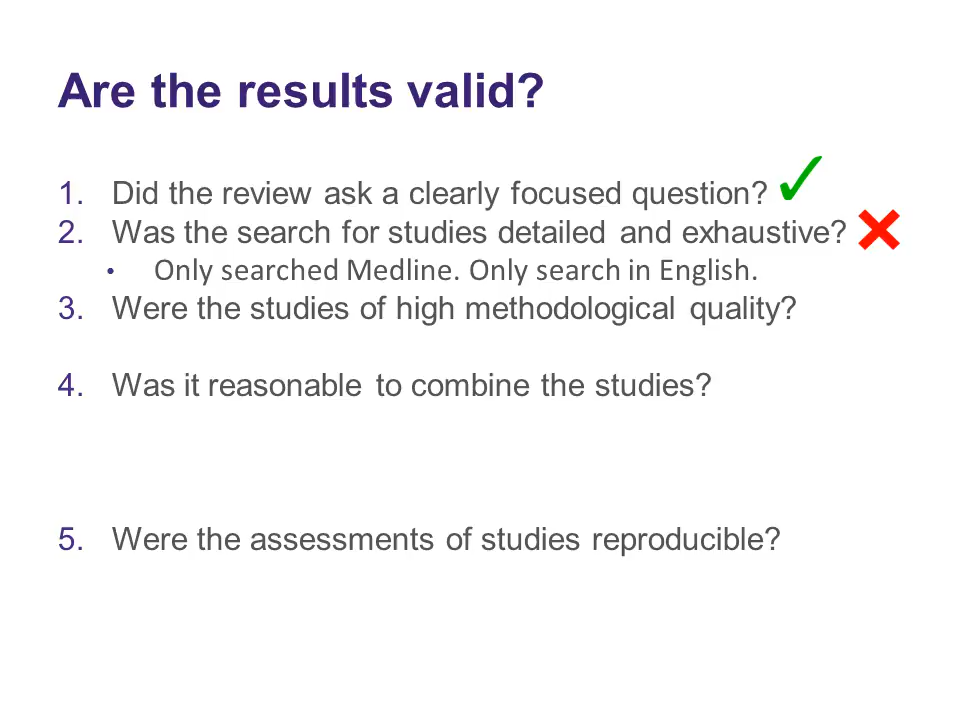 Are the results valid?
1. Did the review ask a clearly focused question? ✓
2. Was the search for studies detailed and exhaustive? ✗
• Only searched Medline. Only search in English.
3. Were the studies of high methodological quality?
4. Was it reasonable to combine the studies?
5. Were the assessments of studies reproducible?